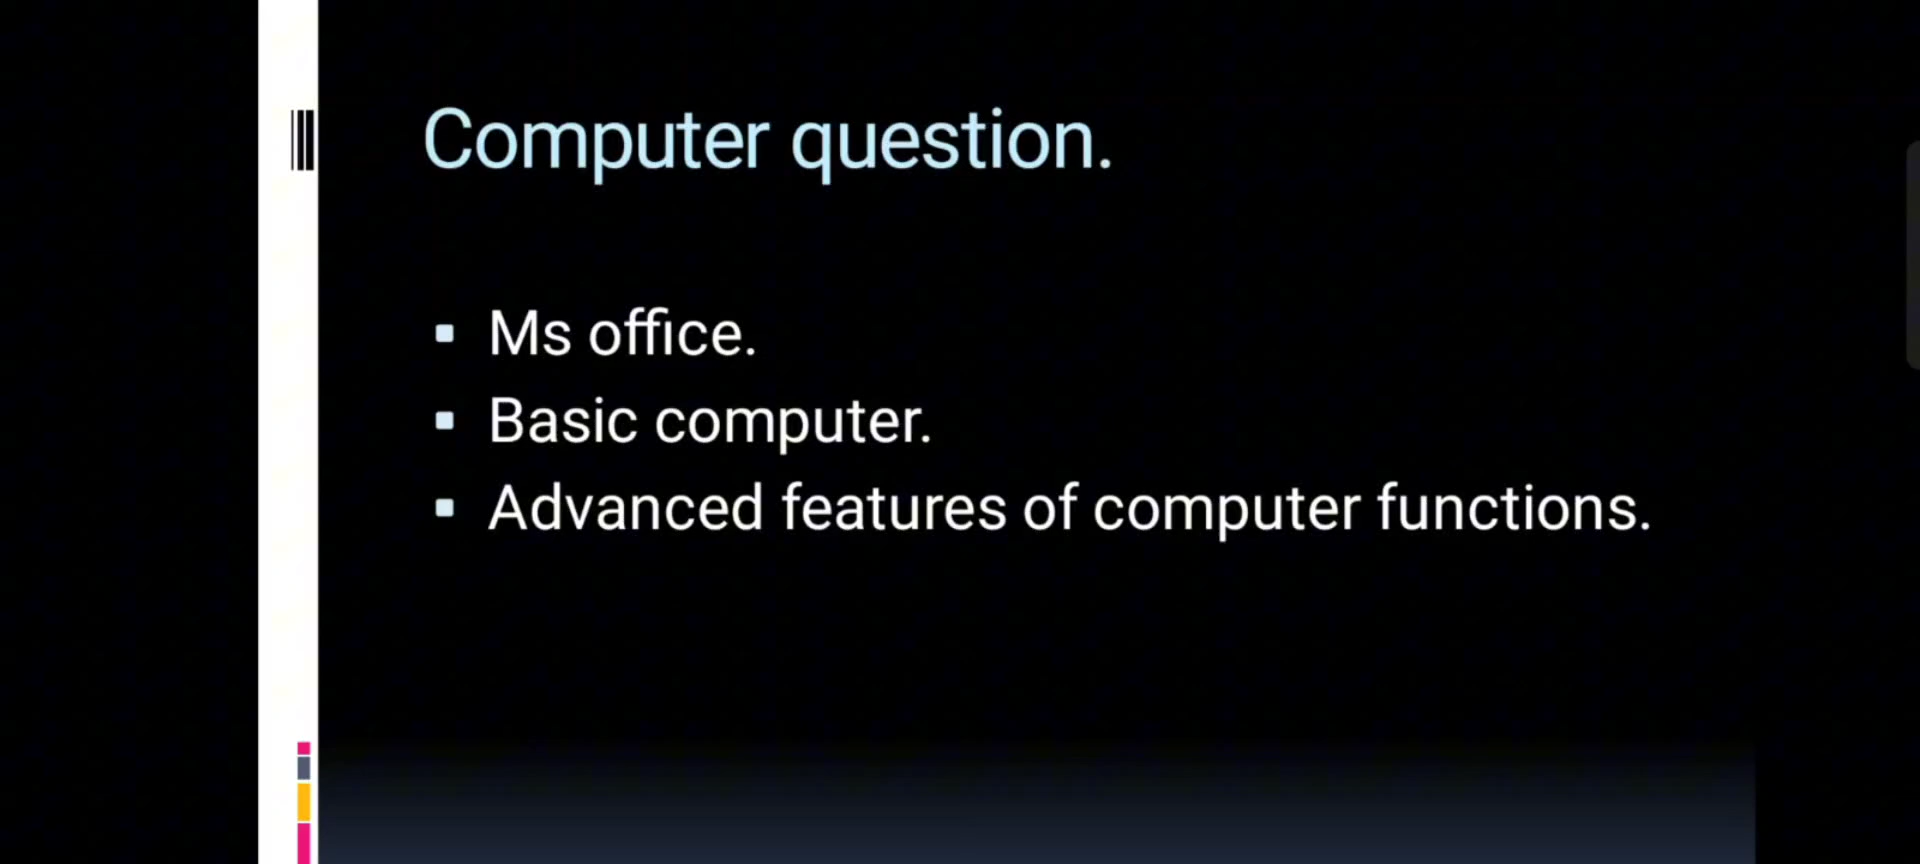 Computer question.
Ms office.
Basic computer.
Advanced features of computer functions.